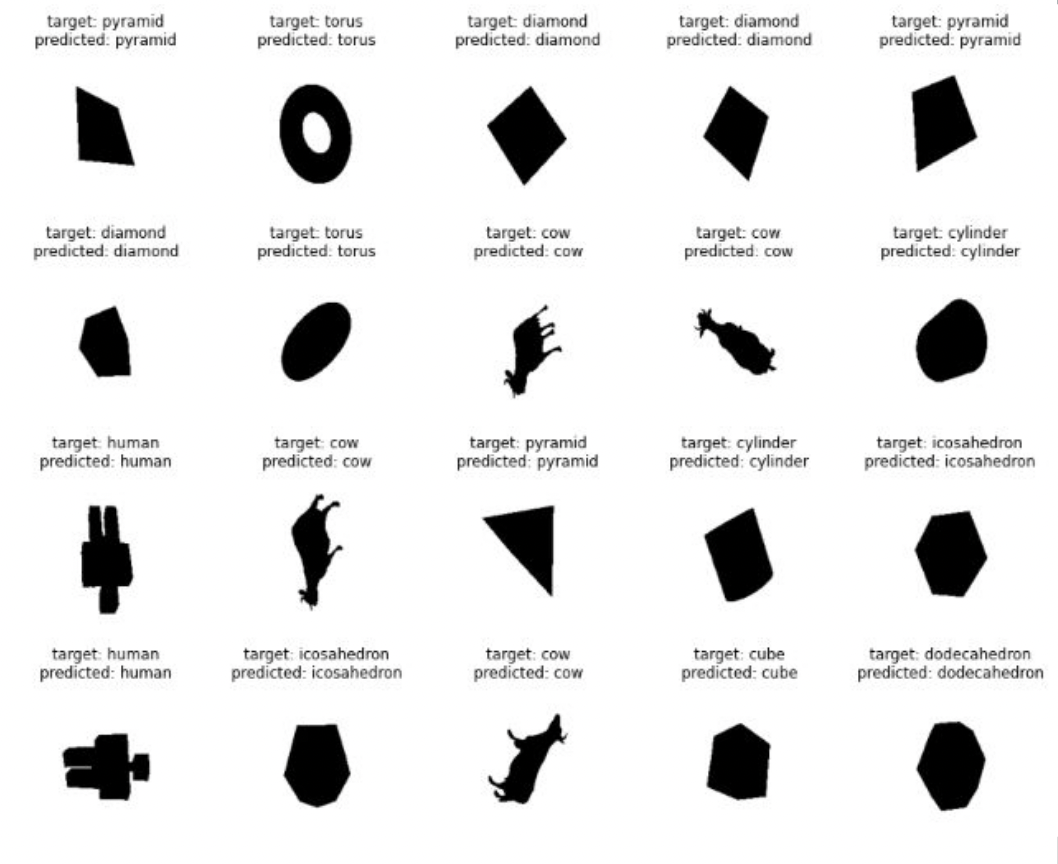 target: pyramid
predicted: pyramid
target: torus
predicted: torus
target: diamond
predicted: diamond
target: diamond
predicted: diamond
target: pyramid
predicted: pyramid
target: diamond
predicted: diamond
target: torus
predicted: torus
target: cow
predicted: cow
target: cow
predicted: cow
target: cylinder
predicted: cylinder
target: human
predicted: human
target: cow
predicted: cow
target: pyramid
predicted: pyramid
target: cylinder
predicted: cylinder
target: icosahedron
predicted: icosahedron
target: human
predicted: human
target: icosahedron
predicted: icosahedron
target: cow
predicted: cow
target: cube
predicted: cube
target: dodecahedron
predicted: dodecahedron